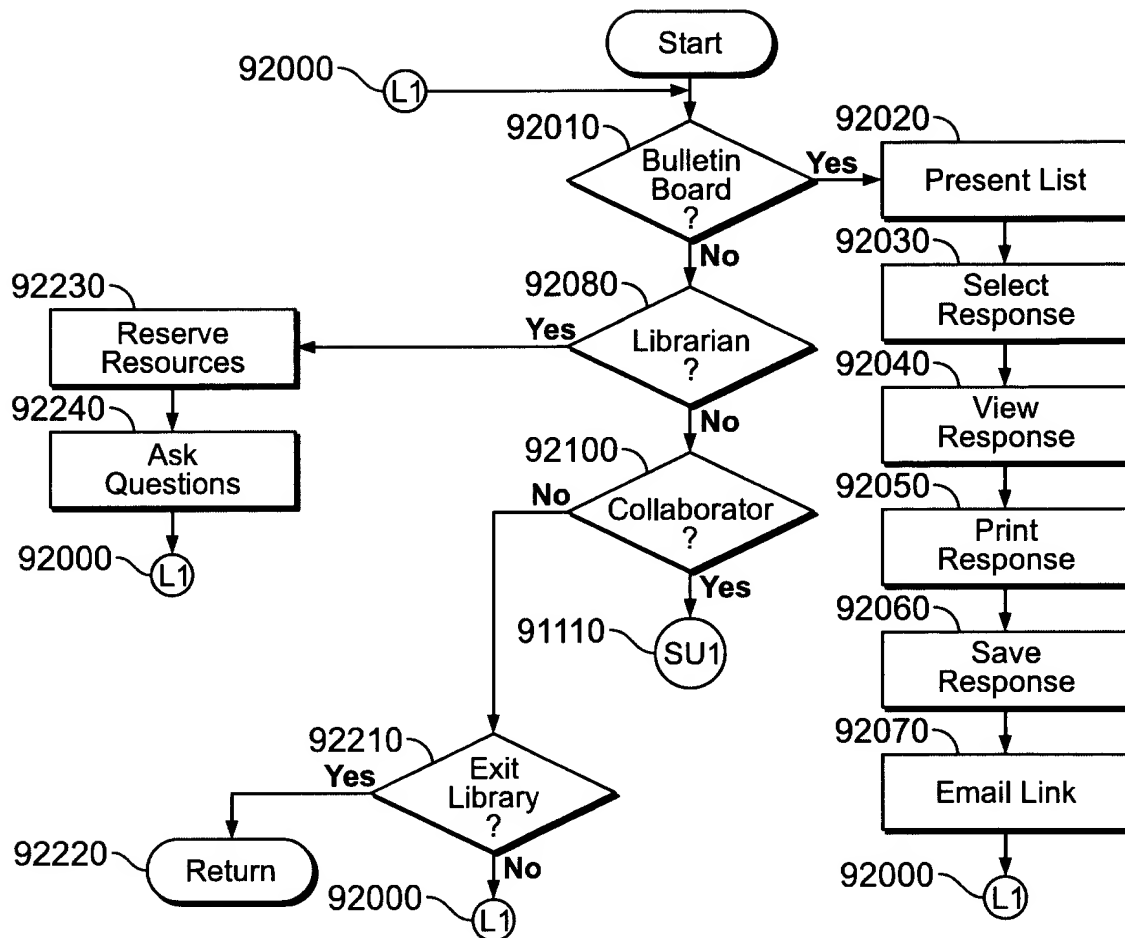 Start
92000
L1
92010
Bulletin
Board
?
Yes
No
92020
Present List
92030
Select
Response
92040
View
Response
92050
Print
Response
92060
Save
Response
92070
Email Link
92000
L1
92080
Librarian
?
Yes
No
92230
Reserve
Resources
92240
Ask
Questions
92000
L1
92100
Collaborator
?
No
Yes
91110
SU1
92210
Exit
Library
?
Yes
No
92220
Return
92000
L1